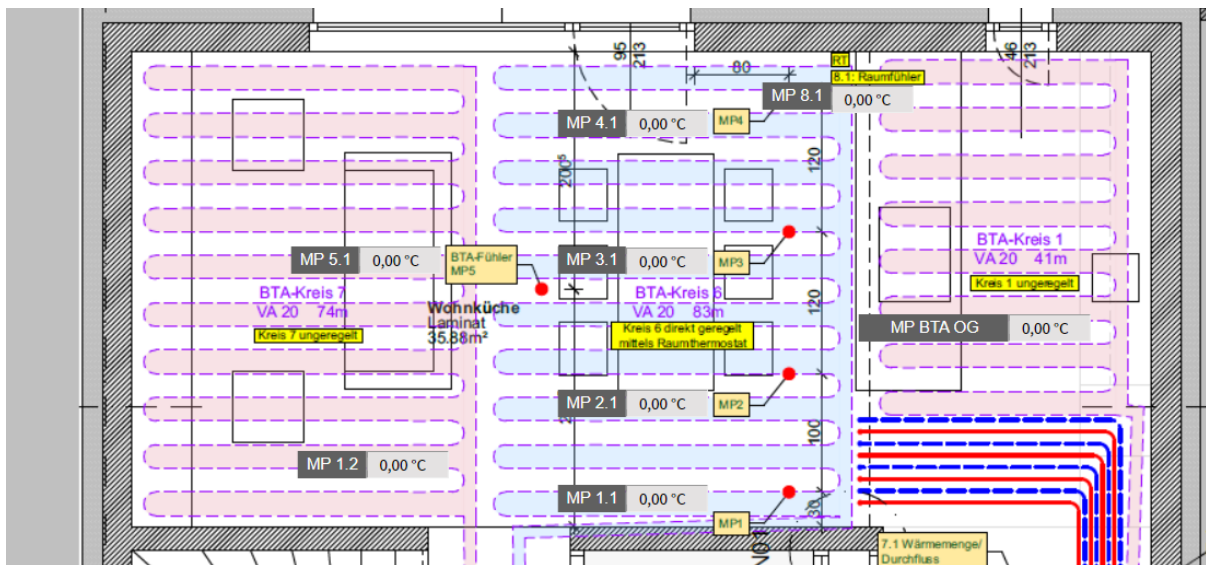 95
213
46
213
80
RT
8.1: Raumfühler
MP 8.1 0,00 °C
MP 4.1 0,00 °C
MP4
120
200⁵
MP 5.1 0,00 °C
BTA-Fühler
MP5
MP 3.1 0,00 °C
MP3
BTA-Kreis 1
VA 20 41m
Kreis 1 ungeregelt
BTA-Kreis 7
VA 20 74m
Kreis 7 ungeregelt
Wohnküche
Laminat
35.88m²
BTA-Kreis 6
VA 20 83m
Kreis 6 direkt geregelt
mittels Raumthermostat
120
MP BTA OG 0,00 °C
MP 2.1 0,00 °C
MP2
100
MP 1.2 0,00 °C
MP 1.1 0,00 °C
MP1
30
7.1 Wärmemenge/
Durchfluss